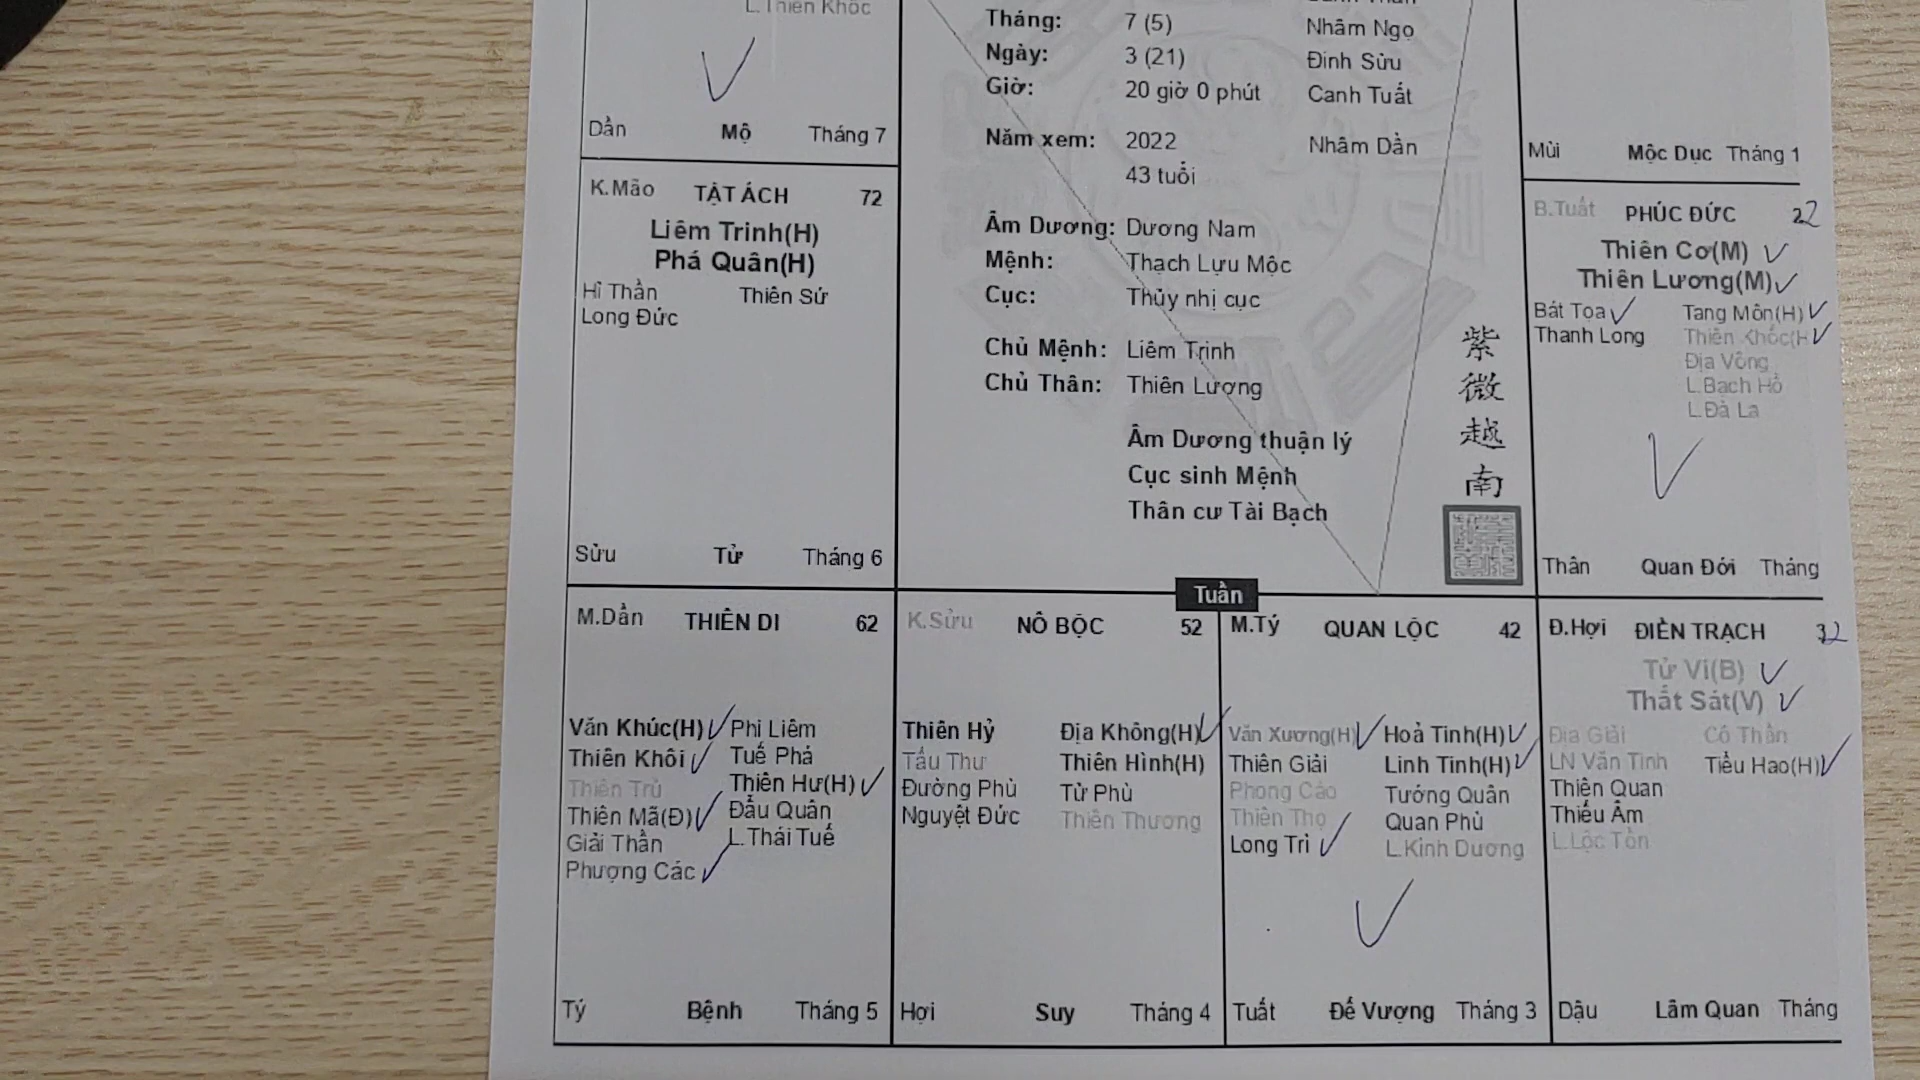 L.Thiên Khốc
Dần Mộ Tháng 7
Tháng: 7 (5) Nhâm Ngọ
Ngày: 3 (21) Đinh Sửu
Giờ: 20 giờ 0 phút Canh Tuất
Năm xem: 2022 Nhâm Dần
43 tuổi
Âm Dương: Dương Nam
Mệnh: Thạch Lựu Mộc
Cục: Thủy nhị cục
Chủ Mệnh: Liêm Trinh
Chủ Thân: Thiên Lương
Âm Dương thuận lý
Cục sinh Mệnh
Thân cư Tài Bạch
紫
微
越
南
Mùi Mộc Dục Tháng 1
K.Mão TẬT ÁCH 72
Liêm Trinh(H)
Phá Quân(H)
Hỉ Thần Thiên Sứ
Long Đức
Sửu Tử Tháng 6
B.Tuất PHÚC ĐỨC 22
Thiên Cơ(M)
Thiên Lương(M)
Bát Tọa Tang Môn(H)
Thanh Long Thiên Khốc(H
Địa Võng
L.Bạch Hổ
L.Đà La
Thân Quan Đới Tháng
Tuần
M.Dần THIÊN DI 62
Văn Khúc(H) Phi Liêm
Thiên Khôi Tuế Phá
Thiên Trù Thiên Hư(H)
Thiên Mã(Đ) Đẩu Quân
Giải Thần L.Thái Tuế
Phượng Các
Tý Bệnh Tháng 5
K.Sửu NÔ BỘC 52
Thiên Hỷ Địa Không(H)
Tấu Thư Thiên Hình(H)
Đường Phù Tử Phù
Nguyệt Đức Thiên Thương
Hợi Suy Tháng 4
M.Tý QUAN LỘC 42
Văn Xương(H) Hoả Tinh(H)
Thiên Giải Linh Tinh(H)
Phong Cáo Tướng Quân
Thiên Thọ Quan Phù
Long Trì L.Kình Dương
Tuất Đế Vượng Tháng 3
Đ.Hợi ĐIỀN TRẠCH 32
Tử Vi(B)
Thất Sát(V)
Địa Giải Cô Thần
LN Văn Tinh Tiểu Hao(H)
Thiên Quan
Thiếu Âm
L.Lộc Tồn
Dậu Lâm Quan Tháng